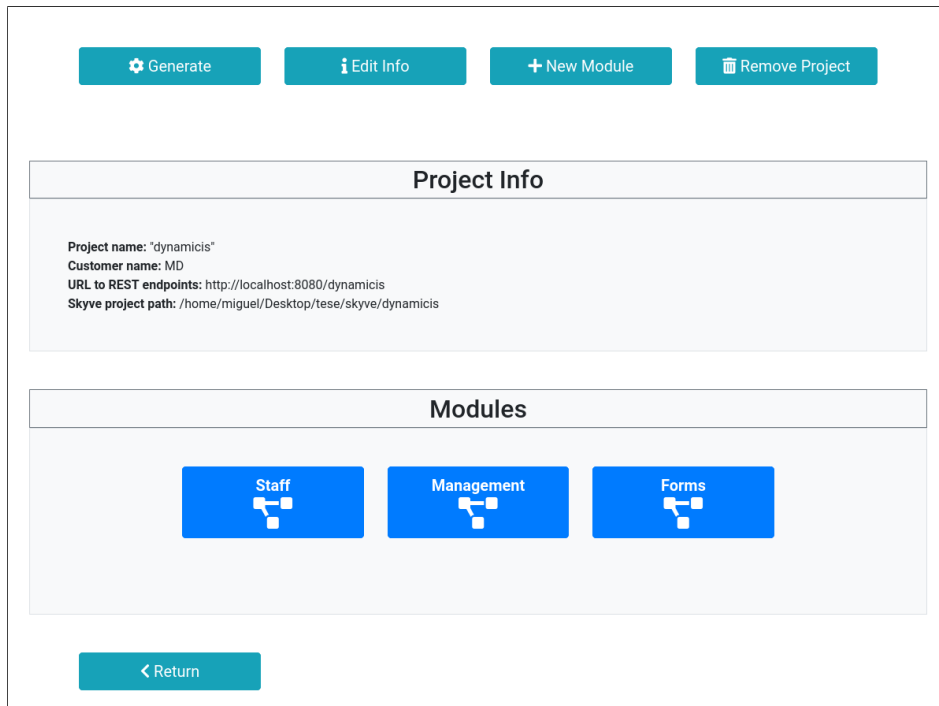 Generate
Edit Info
New Module
Remove Project
Project Info
Project name: "dynamicis"
Customer name: MD
URL to REST endpoints: http://localhost:8080/dynamicis
Skyve project path: /home/miguel/Desktop/tese/skyve/dynamicis
Modules
Staff
Management
Forms
Return